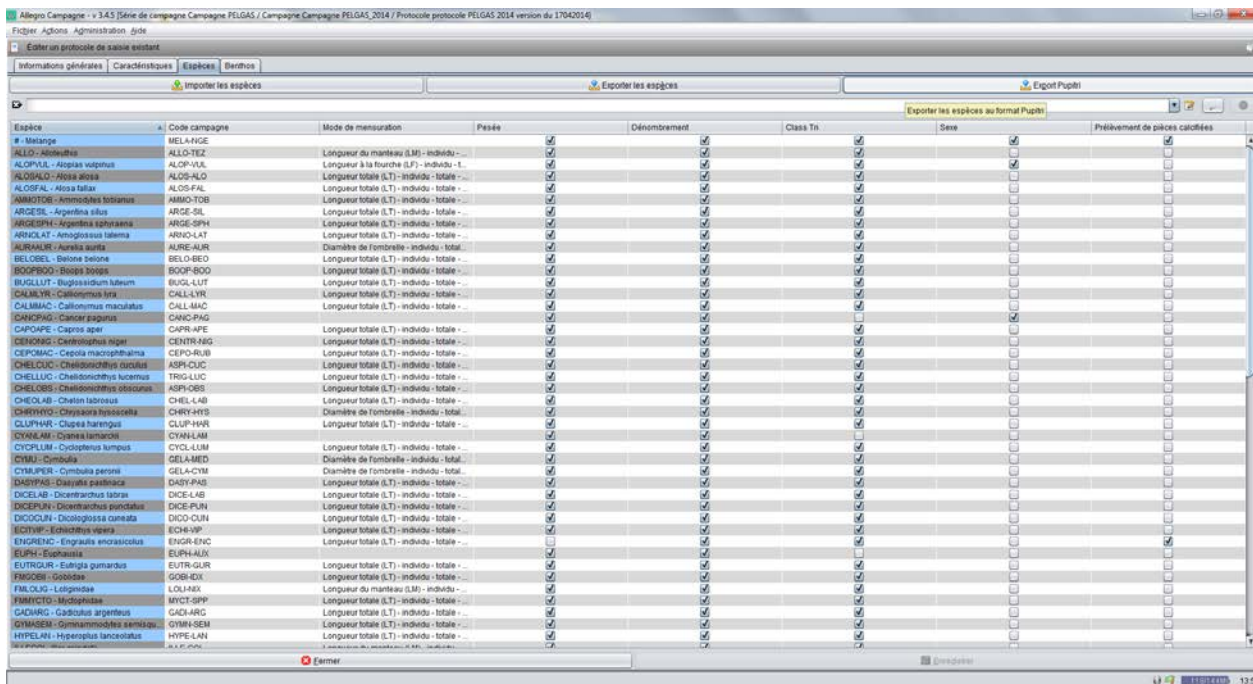 Allegro Campagne - v 3.4.5 [Série de campagne Campagne PELGAS / Campagne Campagne PELGAS_2014 / Protocole protocole PELGAS 2014 version du 17042014]
Fichier Actions Administration Aide
Éditer un protocole de saisie existant
Informations générales Caractéristiques Espèces Benthos
Importer les espèces Exporter les espèces Export Pupitri
Exporter les espèces au format Pupitri
Espèce Code campagne Mode de mensuration Pesée Dénombrement Class Tri Sexe Prélèvement de pièces calcifiées
# - Melange MELA-NGE
ALLO - Alloteuthis ALLO-TEZ Longueur du manteau (LM) - individu - ...
ALOPVUL - Alopias vulpinus ALOP-VUL Longueur à la fourche (LF) - individu - t...
ALOSALO - Alosa alosa ALOS-ALO Longueur totale (LT) - individu - totale - ...
ALOSFAL - Alosa fallax ALOS-FAL Longueur totale (LT) - individu - totale - ...
AMMOTOB - Ammodytes tobianus AMMO-TOB Longueur totale (LT) - individu - totale - ...
ARGESIL - Argentina silus ARGE-SIL Longueur totale (LT) - individu - totale - ...
ARGESPH - Argentina sphyraena ARGE-SPH Longueur totale (LT) - individu - totale - ...
ARNOLAT - Arnoglossus laterna ARNO-LAT Longueur totale (LT) - individu - totale - ...
AURAAUR - Aurelia aurita AURE-AUR Diamètre de l'ombrelle - individu - total...
BELOBEL - Belone belone BELO-BEO Longueur totale (LT) - individu - totale - ...
BOOPBOO - Boops boops BOOP-BOO Longueur totale (LT) - individu - totale - ...
BUGLLUT - Buglossidium luteum BUGL-LUT Longueur totale (LT) - individu - totale - ...
CALMLYR - Callionymus lyra CALL-LYR Longueur totale (LT) - individu - totale - ...
CALMMAC - Callionymus maculatus CALL-MAC Longueur totale (LT) - individu - totale - ...
CANCPAG - Cancer pagurus CANC-PAG
CAPOAPE - Capros aper CAPR-APE Longueur totale (LT) - individu - totale - ...
CENONIG - Centrolophus niger CENTR-NIG Longueur totale (LT) - individu - totale - ...
CEPOMAC - Cepola macrophthalma CEPO-RUB Longueur totale (LT) - individu - totale - ...
CHELCUC - Chelidonichthys cuculus ASPI-CUC Longueur totale (LT) - individu - totale - ...
CHELLUC - Chelidonichthys lucernus TRIG-LUC Longueur totale (LT) - individu - totale - ...
CHELOBS - Chelidonichthys obscurus ASPI-OBS Longueur totale (LT) - individu - totale - ...
CHEOLAB - Chelon labrosus CHEL-LAB Longueur totale (LT) - individu - totale - ...
CHRYHYO - Chrysaora hysoscella CHRY-HYS Diamètre de l'ombrelle - individu - total...
CLUPHAR - Clupea harengus CLUP-HAR Longueur totale (LT) - individu - totale - ...
CYANLAM - Cyanea lamarckii CYAN-LAM
CYCPLUM - Cyclopterus lumpus CYCL-LUM Longueur totale (LT) - individu - totale - ...
CYMU - Cymbulia GELA-MED Diamètre de l'ombrelle - individu - total...
CYMUPER - Cymbulia peronii GELA-CYM Diamètre de l'ombrelle - individu - total...
DASYPAS - Dasyatis pastinaca DASY-PAS Longueur totale (LT) - individu - totale - ...
DICELAB - Dicentrarchus labrax DICE-LAB Longueur totale (LT) - individu - totale - ...
DICEPUN - Dicentrarchus punctatus DICE-PUN Longueur totale (LT) - individu - totale - ...
DICOCUN - Dicologlossa cuneata DICO-CUN Longueur totale (LT) - individu - totale - ...
ECITVIP - Echiichthys vipera ECHI-VIP Longueur totale (LT) - individu - totale - ...
ENGRENC - Engraulis encrasicolus ENGR-ENC Longueur totale (LT) - individu - totale - ...
EUPH - Euphausia EUPH-AUX
EUTRGUR - Eutrigla gurnardus EUTR-GUR Longueur totale (LT) - individu - totale - ...
FMGOBII - Gobiidae GOBI-IDX Longueur totale (LT) - individu - totale - ...
FMLOLIG - Loliginidae LOLI-NIX Longueur du manteau (LM) - individu - ...
FMMYCTO - Myctophidae MYCT-SPP Longueur totale (LT) - individu - totale - ...
GADIARG - Gadiculus argenteus GADI-ARG Longueur totale (LT) - individu - totale - ...
GYMASEM - Gymnammodytes semisqu... GYMN-SEM Longueur totale (LT) - individu - totale - ...
HYPELAN - Hyperoplus lanceolatus HYPE-LAN Longueur totale (LT) - individu - totale - ...
Fermer Enregistrer